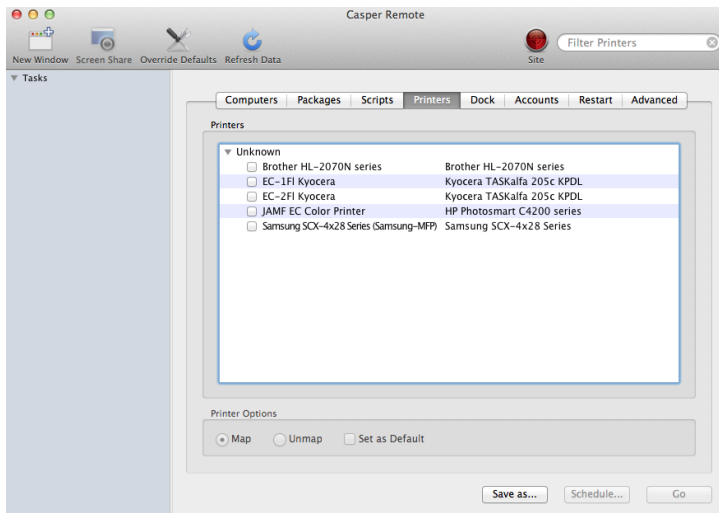 Casper Remote
New Window Screen Share Override Defaults Refresh Data Site Filter Printers
Tasks
Computers Packages Scripts Printers Dock Accounts Restart Advanced
Printers
Unknown
Brother HL-2070N series Brother HL-2070N series
EC-1Fl Kyocera Kyocera TASKalfa 205c KPDL
EC-2Fl Kyocera Kyocera TASKalfa 205c KPDL
JAMF EC Color Printer HP Photosmart C4200 series
Samsung SCX-4x28 Series (Samsung-MFP) Samsung SCX-4x28 Series
Printer Options
Map Unmap Set as Default
Save as... Schedule... Go